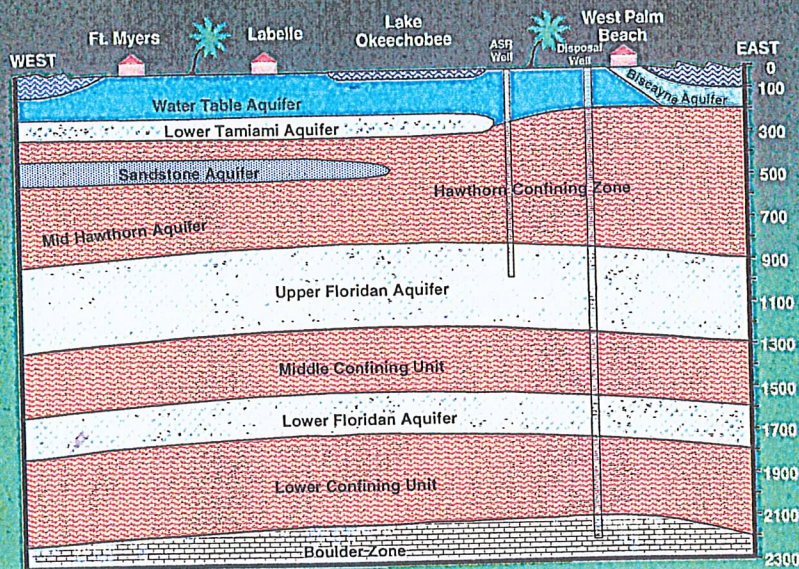 WEST
Ft. Myers
Labelle
Lake
Okeechobee
ASR
Well
Disposal
Well
West Palm
Beach
EAST
Water Table Aquifer
Biscayne Aquifer
Lower Tamiami Aquifer
Sandstone Aquifer
Hawthorn Confining Zone
Mid Hawthorn Aquifer
Upper Floridan Aquifer
Middle Confining Unit
Lower Floridan Aquifer
Lower Confining Unit
Boulder Zone
0
100
300
500
700
900
1100
1300
1500
1700
1900
2100
2300